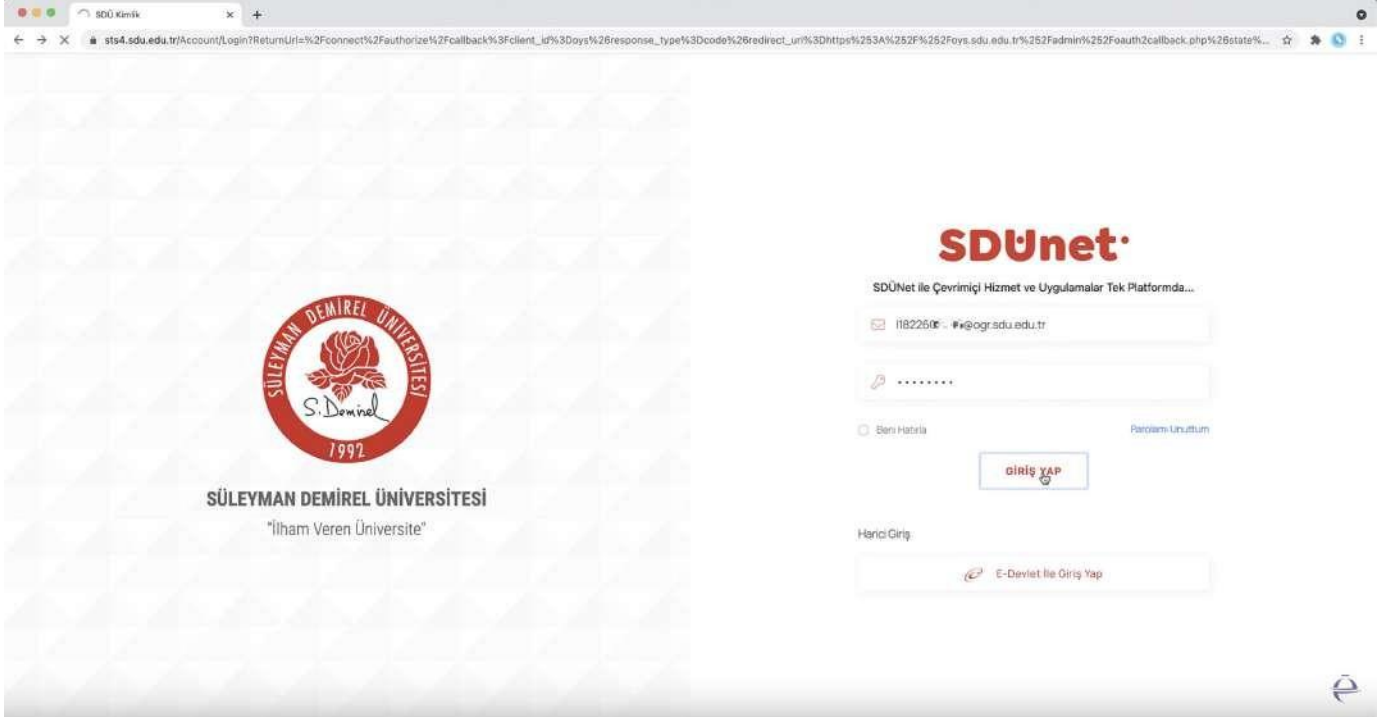 SDÜ Kimlik
sts4.sdu.edu.tr/Account/Login?ReturnUrl=%2Fconnect%2Fauthorize%2Fcallback%3Fclient_id%3Doys%26response_type%3Dcode%26redirect_uri%3Dhttps%253A%252F%252Foys.sdu.edu.tr%252Fadmin%252Foauth2callback.php%26state%...
SÜLEYMAN DEMİREL ÜNİVERSİTESİ
S. Demirel
1992
SÜLEYMAN DEMİREL ÜNİVERSİTESİ
"İlham Veren Üniversite"
SDÜnet
SDÜNet ile Çevrimiçi Hizmet ve Uygulamalar Tek Platformda...
@ogr.sdu.edu.tr
Beni Hatırla
Parolamı Unuttum
GİRİŞ YAP
Harici Giriş
E-Devlet İle Giriş Yap